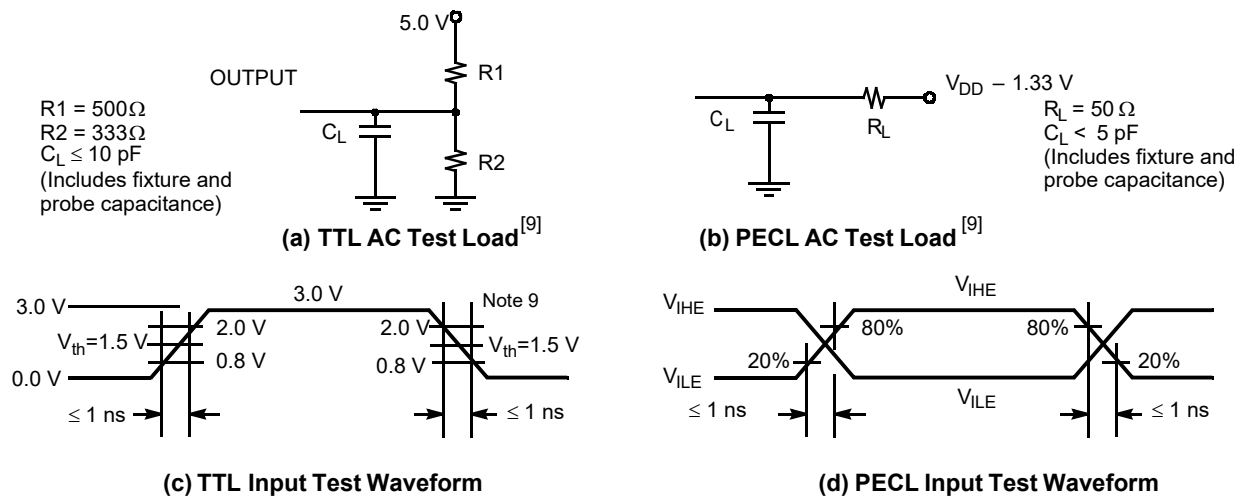 5.0 V
OUTPUT
R1
R1 = 500Ω
R2 = 333Ω
C_L ≤ 10 pF
(Includes fixture and
probe capacitance)
C_L
R2
(a) TTL AC Test Load[9]
V_DD – 1.33 V
C_L
R_L
R_L = 50 Ω
C_L < 5 pF
(Includes fixture and
probe capacitance)
(b) PECL AC Test Load[9]
3.0 V
3.0 V
Note 9
2.0 V
2.0 V
V_th=1.5 V
V_th=1.5 V
0.8 V
0.8 V
0.0 V
≤ 1 ns
≤ 1 ns
(c) TTL Input Test Waveform
V_IHE
V_IHE
80%
80%
20%
20%
V_ILE
V_ILE
≤ 1 ns
≤ 1 ns
(d) PECL Input Test Waveform